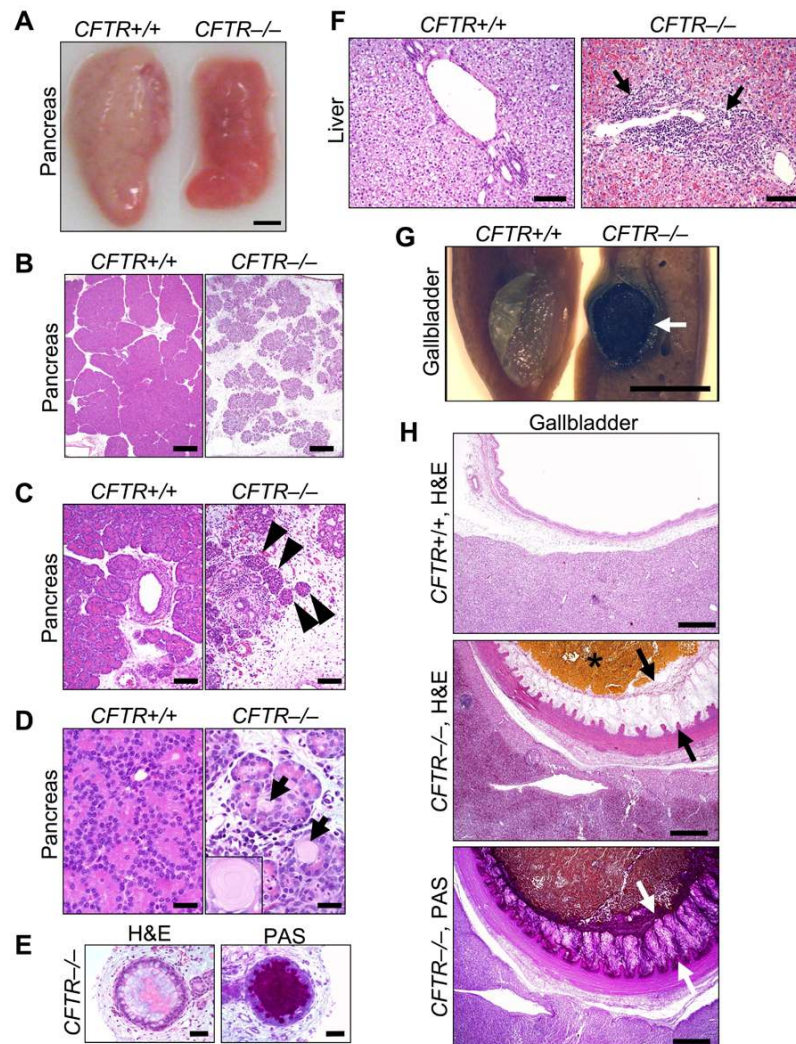 A
CFTR+/+ CFTR–/–
Pancreas
B
CFTR+/+ CFTR–/–
Pancreas
C
CFTR+/+ CFTR–/–
Pancreas
D
CFTR+/+ CFTR–/–
Pancreas
E
H&E PAS
CFTR–/–
F
CFTR+/+ CFTR–/–
Liver
G
CFTR+/+ CFTR–/–
Gallbladder
H
Gallbladder
CFTR+/+, H&E
CFTR–/–, H&E
*
CFTR–/–, PAS